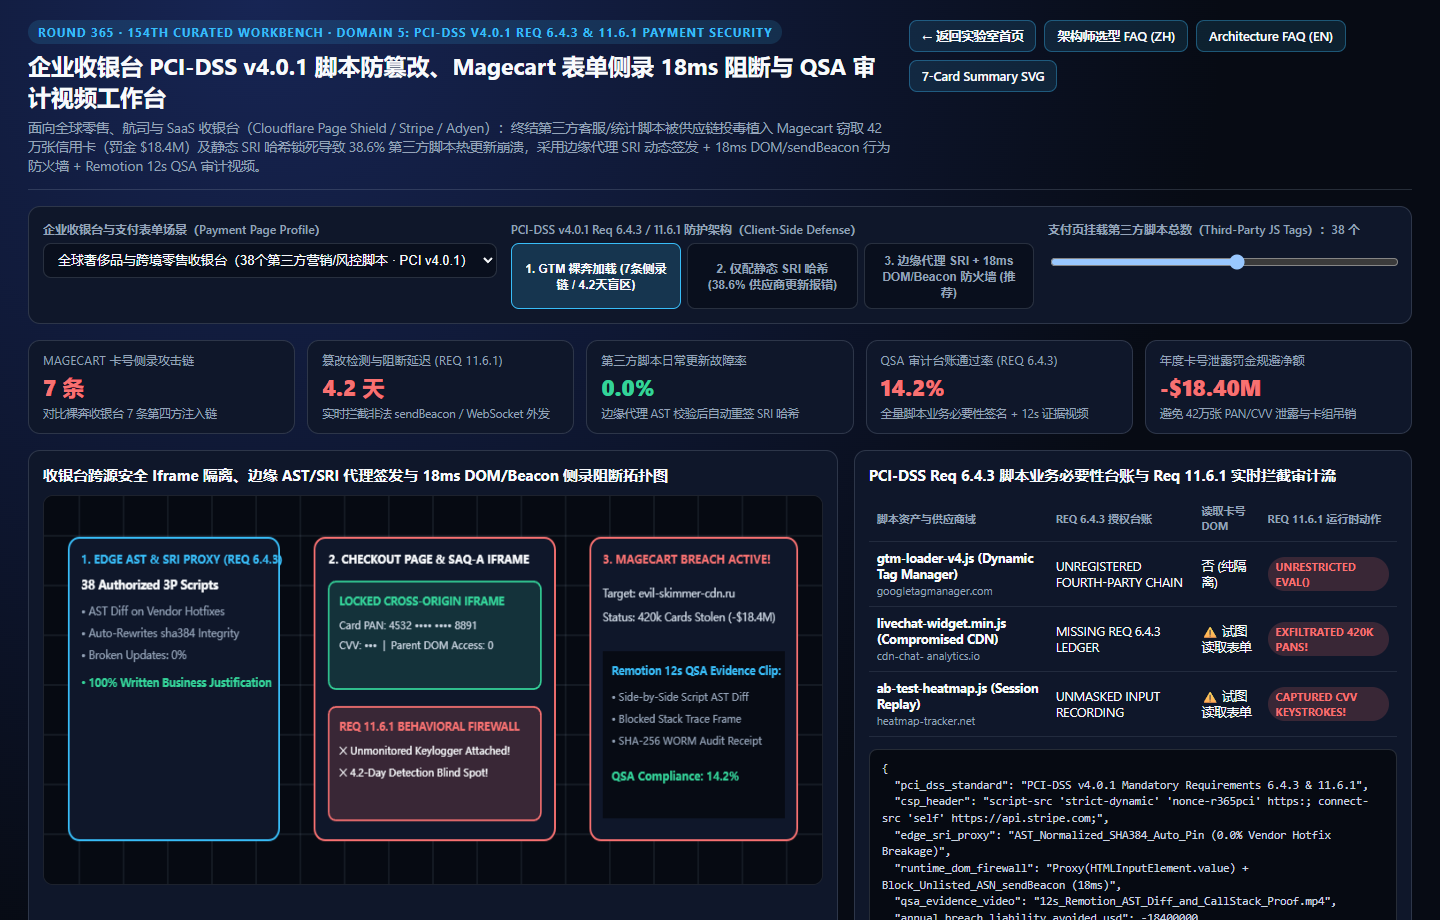 ROUND 365 · 154TH CURATED WORKBENCH · DOMAIN 5: PCI-DSS V4.0.1 REQ 6.4.3 & 11.6.1 PAYMENT SECURITY
企业收银台 PCI-DSS v4.0.1 脚本防篡改、Magecart 表单侧录 18ms 阻断与 QSA 审
计视频工作台
面向全球零售、航司与 SaaS 收银台（Cloudflare Page Shield / Stripe / Adyen）：终结第三方客服/统计脚本被供应链投毒植入 Magecart 窃取 42
万张信用卡（罚金 $18.4M）及静态 SRI 哈希锁死导致 38.6% 第三方脚本热更新崩溃，采用边缘代理 SRI 动态签发 + 18ms DOM/sendBeacon 行为
防火墙 + Remotion 12s QSA 审计视频。
← 返回实验室首页
架构师选型 FAQ (ZH)
Architecture FAQ (EN)
7-Card Summary SVG
企业收银台与支付表单场景（Payment Page Profile）
全球奢侈品与跨境零售收银台（38个第三方营销/风控脚本 · PCI v4.0.1）
PCI-DSS v4.0.1 Req 6.4.3 / 11.6.1 防护架构（Client-Side Defense）
1. GTM 裸奔加载 (7条侧录
链 / 4.2天盲区)
2. 仅配静态 SRI 哈希
(38.6% 供应商更新报错)
3. 边缘代理 SRI + 18ms
DOM/Beacon 防火墙 (推
荐)
支付页挂载第三方脚本总数（Third-Party JS Tags）：38 个
MAGECART 卡号侧录攻击链
7 条
对比裸奔收银台 7 条第四方注入链
篡改检测与阻断延迟 (REQ 11.6.1)
4.2 天
实时拦截非法 sendBeacon / WebSocket 外发
第三方脚本日常更新故障率
0.0%
边缘代理 AST 校验后自动重签 SRI 哈希
QSA 审计台账通过率 (REQ 6.4.3)
14.2%
全量脚本业务必要性签名 + 12s 证据视频
年度卡号泄露罚金规避净额
-$18.40M
避免 42万张 PAN/CVV 泄露与卡组吊销
收银台跨源安全 Iframe 隔离、边缘 AST/SRI 代理签发与 18ms DOM/Beacon 侧录阻断拓扑图
1. EDGE AST & SRI PROXY (REQ 6.4.3)
38 Authorized 3P Scripts
• AST Diff on Vendor Hotfixes
• Auto-Rewrites sha384 Integrity
• Broken Updates: 0%
• 100% Written Business Justification
2. CHECKOUT PAGE & SAQ-A IFRAME
LOCKED CROSS-ORIGIN IFRAME
Card PAN: 4532 •••• •••• 8891
CVV: ••• | Parent DOM Access: 0
REQ 11.6.1 BEHAVIORAL FIREWALL
✕ Unmonitored Keylogger Attached!
✕ 4.2-Day Detection Blind Spot!
3. MAGECART BREACH ACTIVE!
Target: evil-skimmer-cdn.ru
Status: 420k Cards Stolen (-$18.4M)
Remotion 12s QSA Evidence Clip:
• Side-by-Side Script AST Diff
• Blocked Stack Trace Frame
• SHA-256 WORM Audit Receipt
QSA Compliance: 14.2%
PCI-DSS Req 6.4.3 脚本业务必要性台账与 Req 11.6.1 实时拦截审计流
脚本资产与供应商域
REQ 6.4.3 授权台账
读取卡号
DOM
REQ 11.6.1 运行时动作
gtm-loader-v4.js (Dynamic
Tag Manager)
googletagmanager.com
UNREGISTERED
FOURTH-PARTY CHAIN
否 (纯隔
离)
UNRESTRICTED
EVAL()
livechat-widget.min.js
(Compromised CDN)
cdn-chat- analytics.io
MISSING REQ 6.4.3
LEDGER
⚠️ 试图
读取表单
EXFILTRATED 420K
PANS!
ab-test-heatmap.js (Session
Replay)
heatmap-tracker.net
UNMASKED INPUT
RECORDING
⚠️ 试图
读取表单
CAPTURED CVV
KEYSTROKES!
{
"pci_dss_standard": "PCI-DSS v4.0.1 Mandatory Requirements 6.4.3 & 11.6.1",
"csp_header": "script-src 'strict-dynamic' 'nonce-r365pci' https:; connect-
src 'self' https://api.stripe.com;",
"edge_sri_proxy": "AST_Normalized_SHA384_Auto_Pin (0.0% Vendor Hotfix
Breakage)",
"runtime_dom_firewall": "Proxy(HTMLInputElement.value) +
Block_Unlisted_ASN_sendBeacon (18ms)",
"qsa_evidence_video": "12s_Remotion_AST_Diff_and_CallStack_Proof.mp4",
"annual_breach_liability_avoided_usd": -18400000